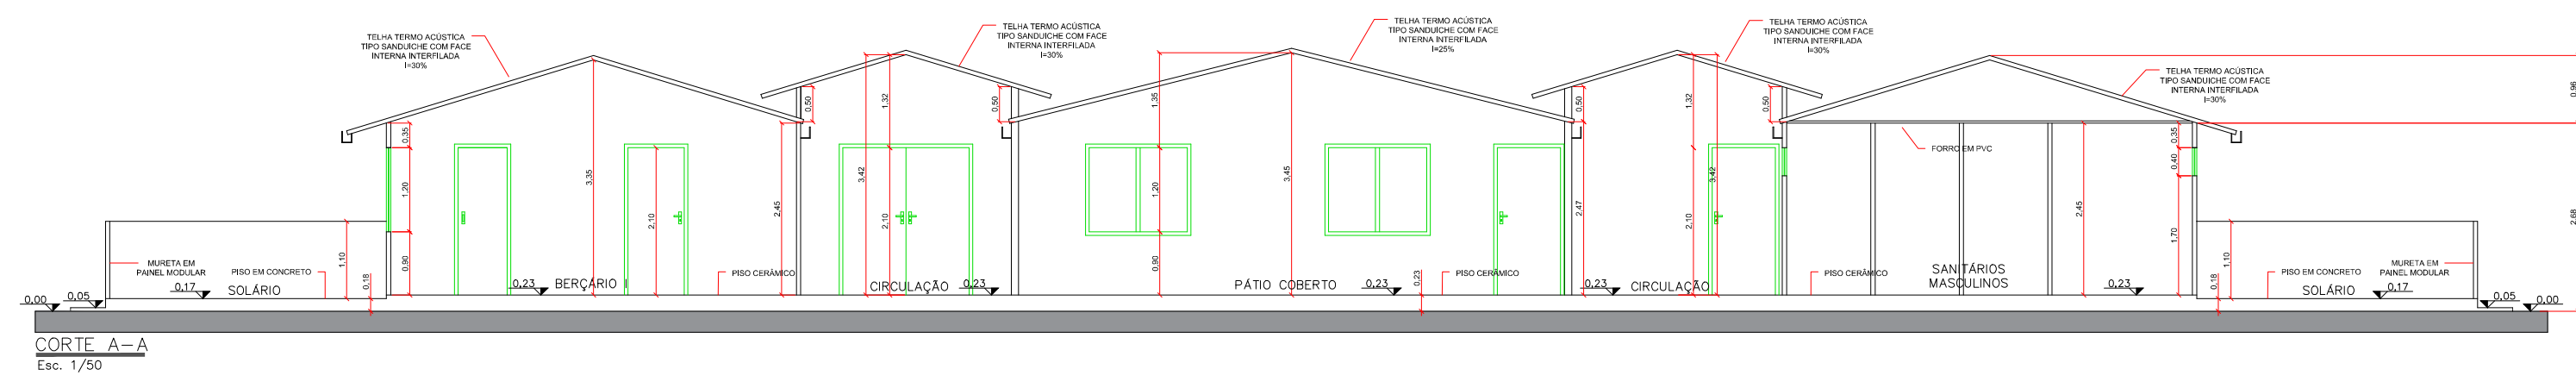 TELHA TERMO ACÚSTICA
TIPO SANDUICHE COM FACE
INTERNA INTERFILADA
I=30%
TELHA TERMO ACÚSTICA
TIPO SANDUICHE COM FACE
INTERNA INTERFILADA
I=30%
TELHA TERMO ACÚSTICA
TIPO SANDUICHE COM FACE
INTERNA INTERFILADA
I=25%
TELHA TERMO ACÚSTICA
TIPO SANDUICHE COM FACE
INTERNA INTERFILADA
I=30%
TELHA TERMO ACÚSTICA
TIPO SANDUICHE COM FACE
INTERNA INTERFILADA
I=30%
0,00
0,05
MURETA EM
PAINEL MODULAR
0,17
SOLÁRIO
PISO EM CONCRETO
1,10
0,18
0,35
1,20
0,90
0,23
BERÇÁRIO I
3,35
2,10
PISO CERÂMICO
2,45
0,50
3,42
1,32
2,10
CIRCULAÇÃO
0,23
0,50
1,35
1,20
0,90
PÁTIO COBERTO
3,45
0,23
0,23
PISO CERÂMICO
0,50
2,47
0,23
CIRCULAÇÃO
1,32
2,10
3,42
0,50
PISO CERÂMICO
FORRO EM PVC
SANITÁRIOS
MASCULINOS
2,45
0,23
0,35
0,40
1,70
0,18
1,10
PISO EM CONCRETO
SOLÁRIO
0,17
MURETA EM
PAINEL MODULAR
0,05
0,00
0,96
2,68
CORTE A-A
Esc. 1/50